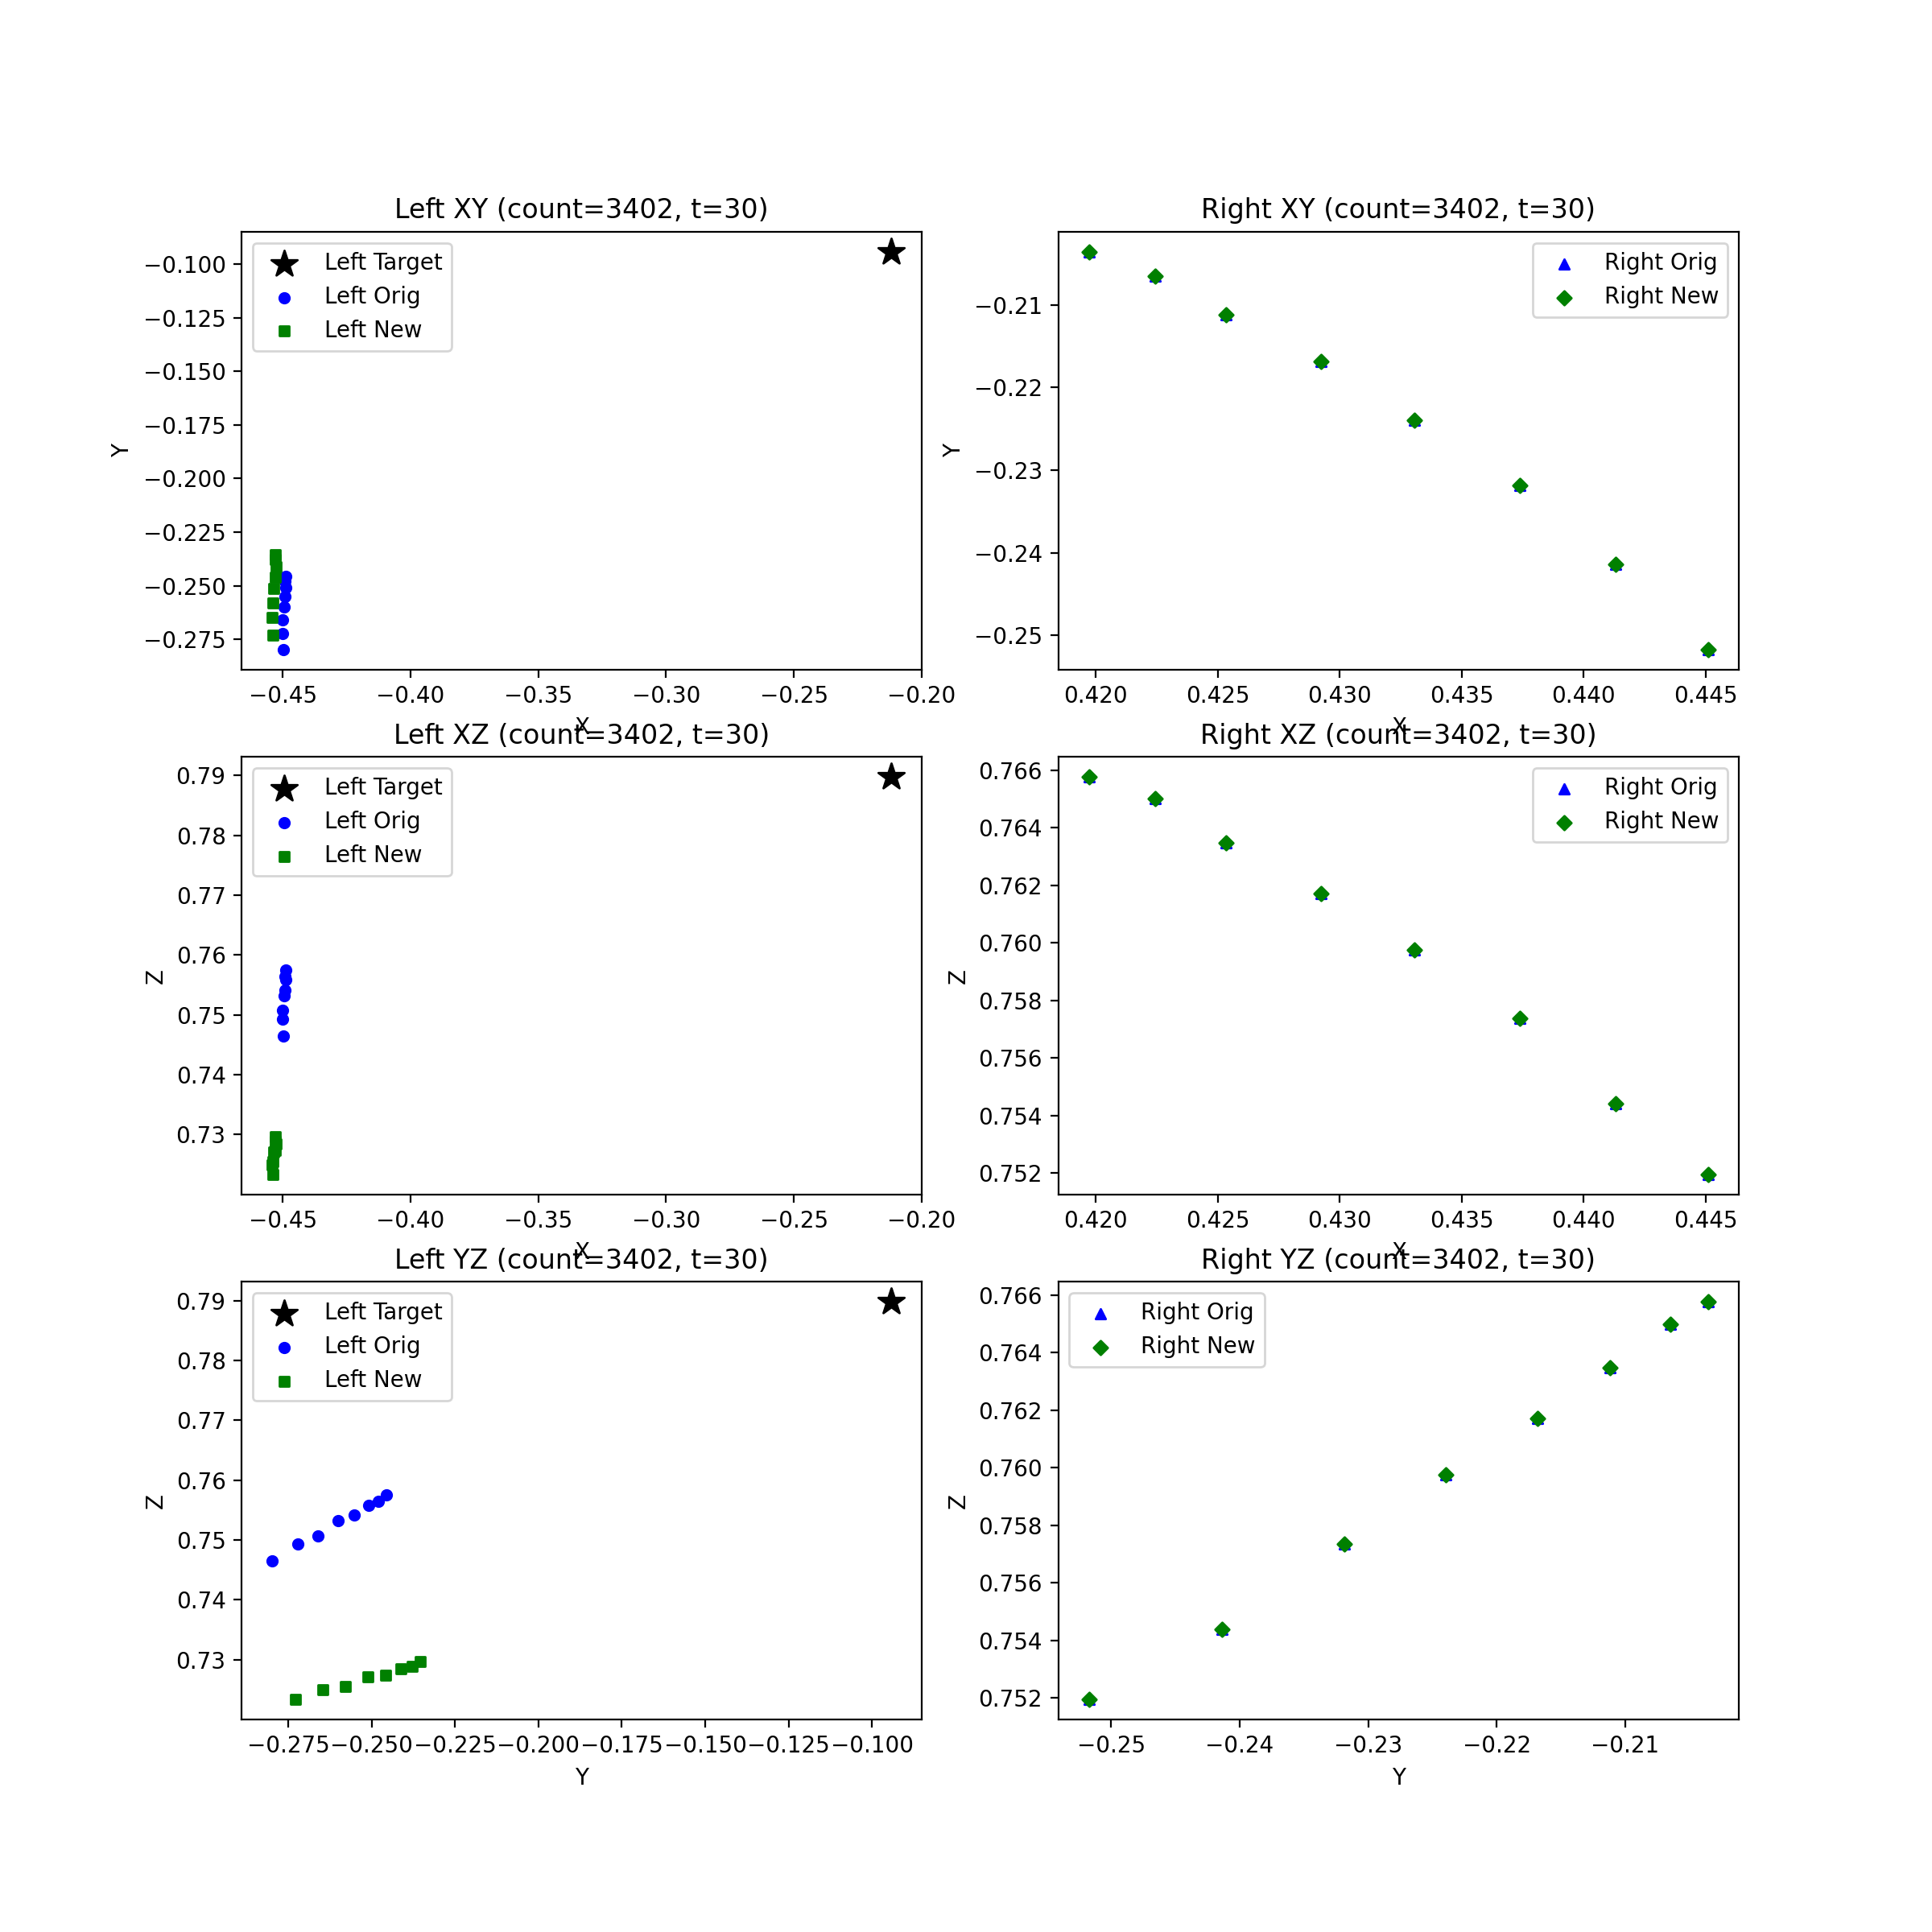 Left XY (count=3402, t=30)
Left Target
Left Orig
Left New
Y
−0.100
−0.125
−0.150
−0.175
−0.200
−0.225
−0.250
−0.275
−0.45 −0.40 −0.35 −0.30 −0.25 −0.20
X
Right XY (count=3402, t=30)
Right Orig
Right New
Y
−0.21
−0.22
−0.23
−0.24
−0.25
0.420 0.425 0.430 0.435 0.440 0.445
X
Left XZ (count=3402, t=30)
Left Target
Left Orig
Left New
Z
0.79
0.78
0.77
0.76
0.75
0.74
0.73
−0.45 −0.40 −0.35 −0.30 −0.25 −0.20
X
Right XZ (count=3402, t=30)
Right Orig
Right New
Z
0.766
0.764
0.762
0.760
0.758
0.756
0.754
0.752
0.420 0.425 0.430 0.435 0.440 0.445
X
Left YZ (count=3402, t=30)
Left Target
Left Orig
Left New
Z
0.79
0.78
0.77
0.76
0.75
0.74
0.73
−0.275 −0.250 −0.225 −0.200 −0.175 −0.150 −0.125 −0.100
Y
Right YZ (count=3402, t=30)
Right Orig
Right New
Z
0.766
0.764
0.762
0.760
0.758
0.756
0.754
0.752
−0.25 −0.24 −0.23 −0.22 −0.21
Y